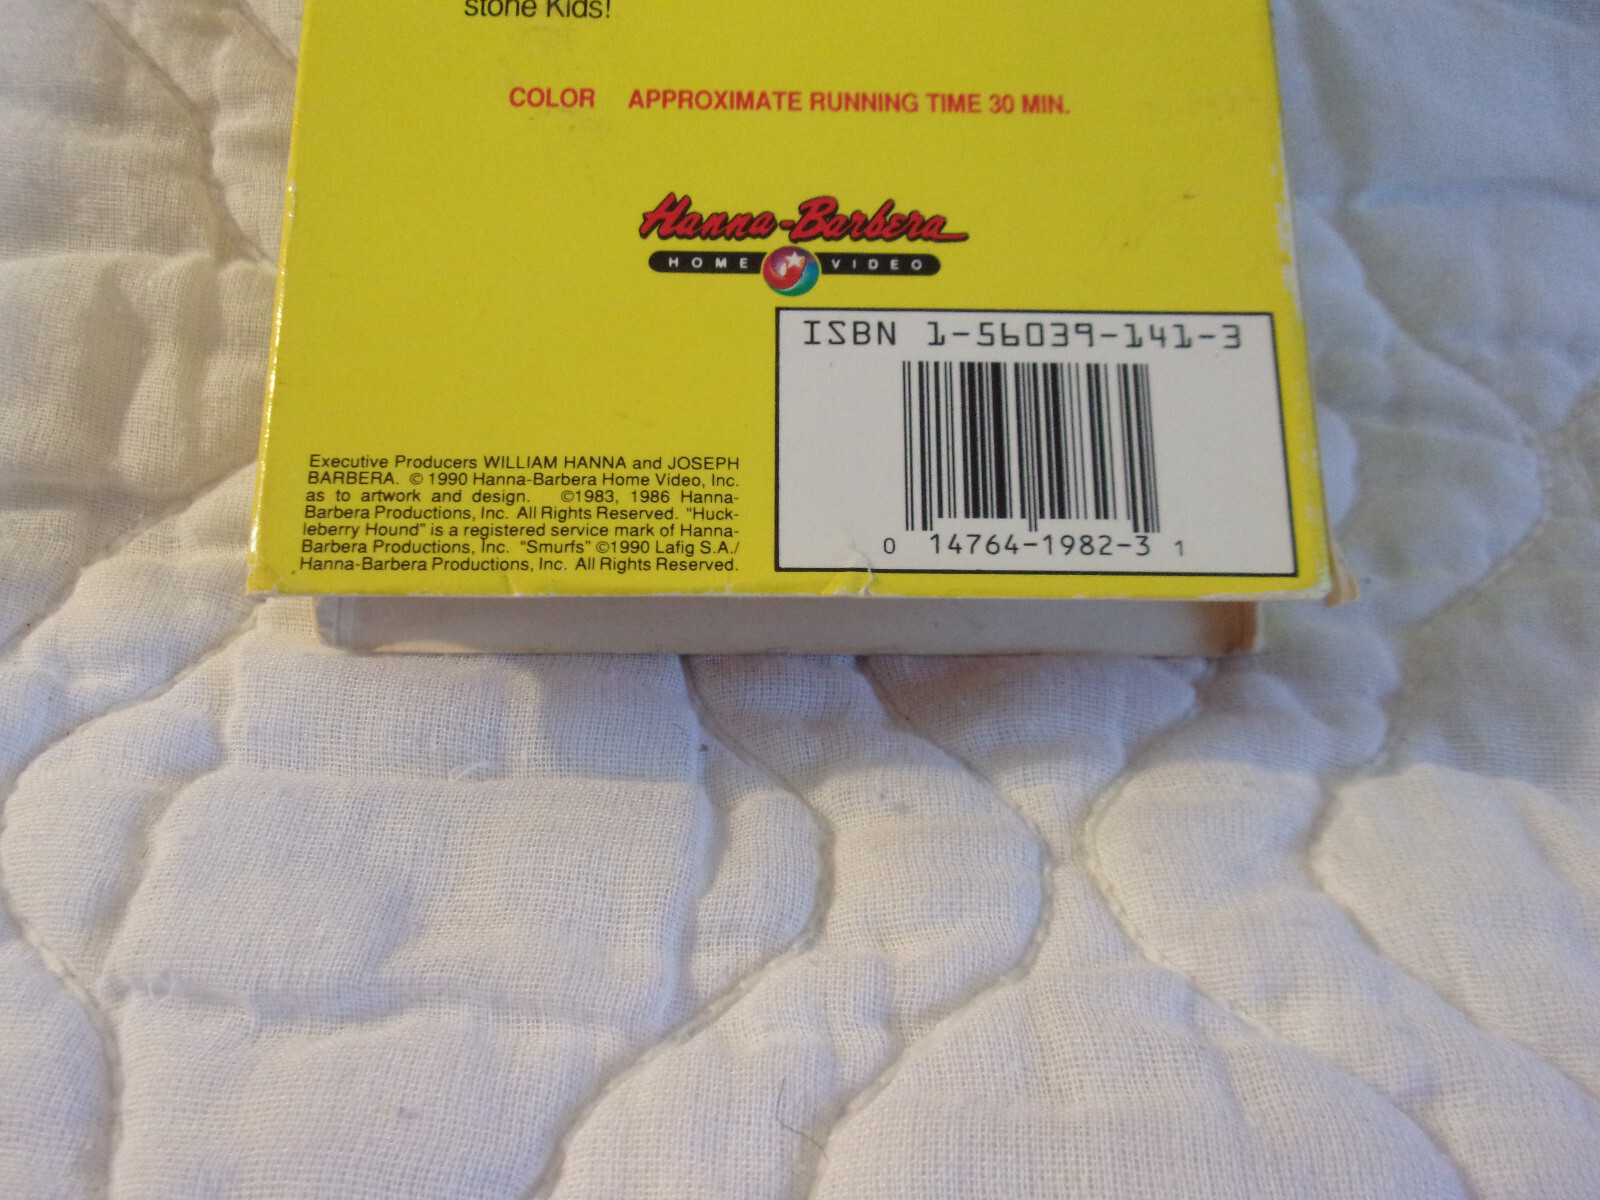 stone Kids!
COLOR APPROXIMATE RUNNING TIME 30 MIN.
Hanna-Barbera
HOME VIDEO
ISBN 1-56039-141-3
0 14764-1982-3 1
Executive Producers WILLIAM HANNA and JOSEPH
BARBERA. © 1990 Hanna-Barbera Home Video, Inc.
as to artwork and design. ©1983, 1986 Hanna-
Barbera Productions, Inc. All Rights Reserved. "Huck-
leberry Hound" is a registered service mark of Hanna-
Barbera Productions, Inc. "Smurfs" ©1990 Lafig S.A./
Hanna-Barbera Productions, Inc. All Rights Reserved.